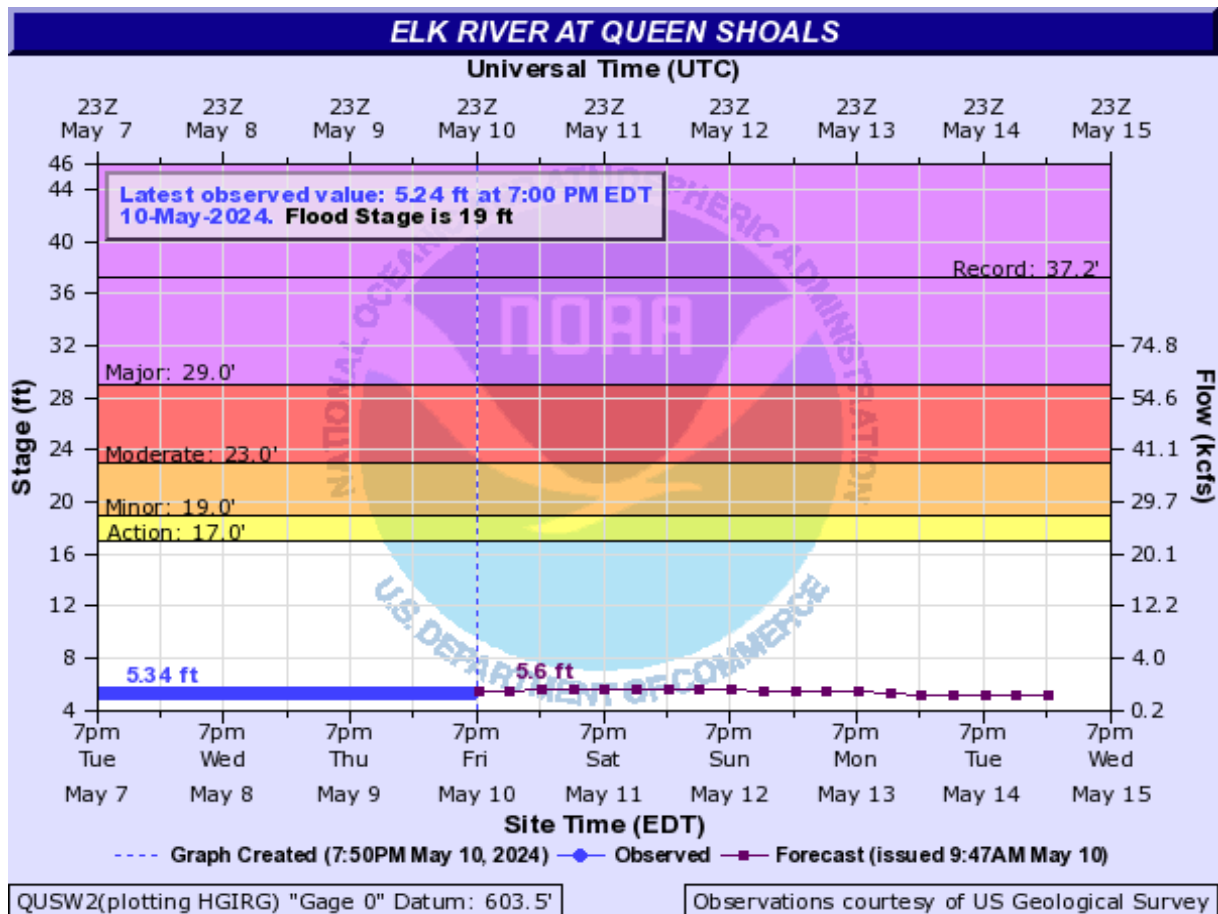 ELK RIVER AT QUEEN SHOALS
Universal Time (UTC)
23Z 23Z 23Z 23Z 23Z 23Z 23Z 23Z 23Z
May 7 May 8 May 9 May 10 May 11 May 12 May 13 May 14 May 15
Latest observed value: 5.24 ft at 7:00 PM EDT
10-May-2024. Flood Stage is 19 ft
Record: 37.2'
Major: 29.0'
Moderate: 23.0'
Minor: 19.0'
Action: 17.0'
5.34 ft
5.6 ft
NOAA
NATIONAL OCEANIC AND ATMOSPHERIC ADMINISTRATION
U.S. DEPARTMENT OF COMMERCE
Stage (ft)
46
44
40
36
32
28
24
20
16
12
8
4
Flow (kcfs)
74.8
54.6
41.1
29.7
20.1
12.2
4.0
0.2
7pm 7pm 7pm 7pm 7pm 7pm 7pm 7pm 7pm
Tue Wed Thu Fri Sat Sun Mon Tue Wed
May 7 May 8 May 9 May 10 May 11 May 12 May 13 May 14 May 15
Site Time (EDT)
Graph Created (7:50PM May 10, 2024) Observed Forecast (issued 9:47AM May 10)
QUSW2(plotting HGIRG) "Gage 0" Datum: 603.5'
Observations courtesy of US Geological Survey